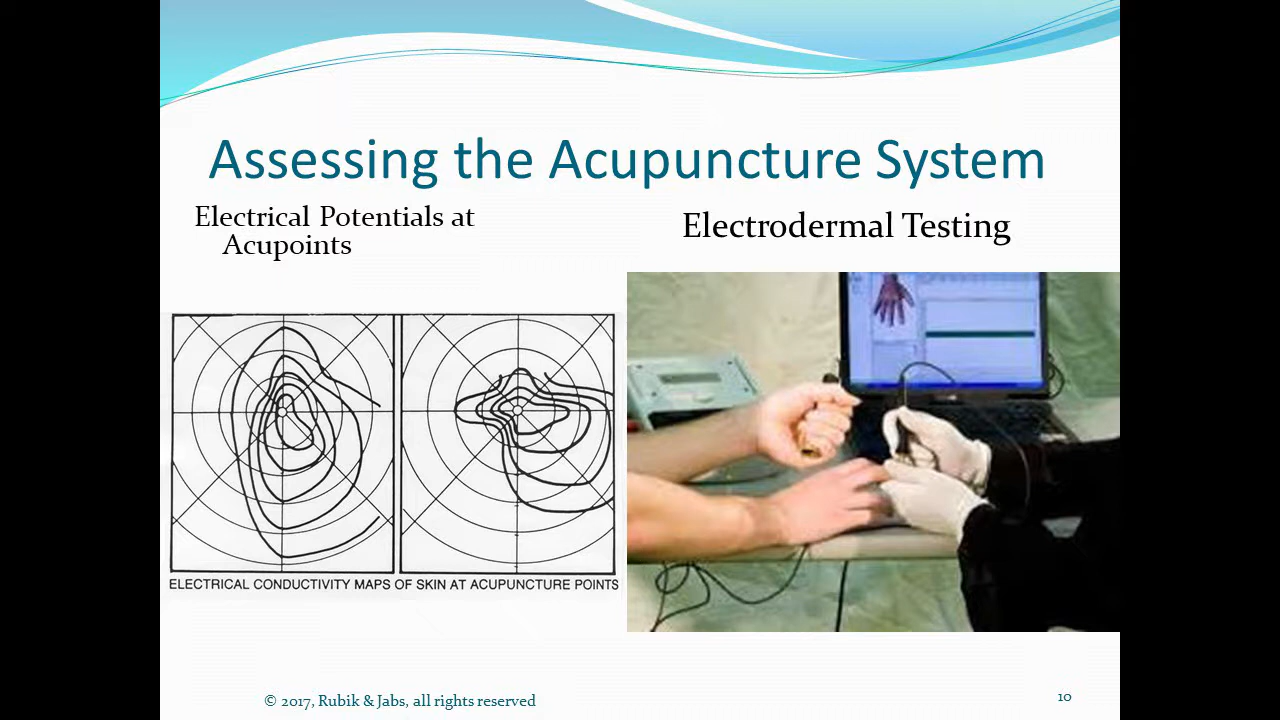 Assessing the Acupuncture System
Electrical Potentials at
Acupoints
Electrodermal Testing
ELECTRICAL CONDUCTIVITY MAPS OF SKIN AT ACUPUNCTURE POINTS
© 2017, Rubik & Jabs, all rights reserved
10